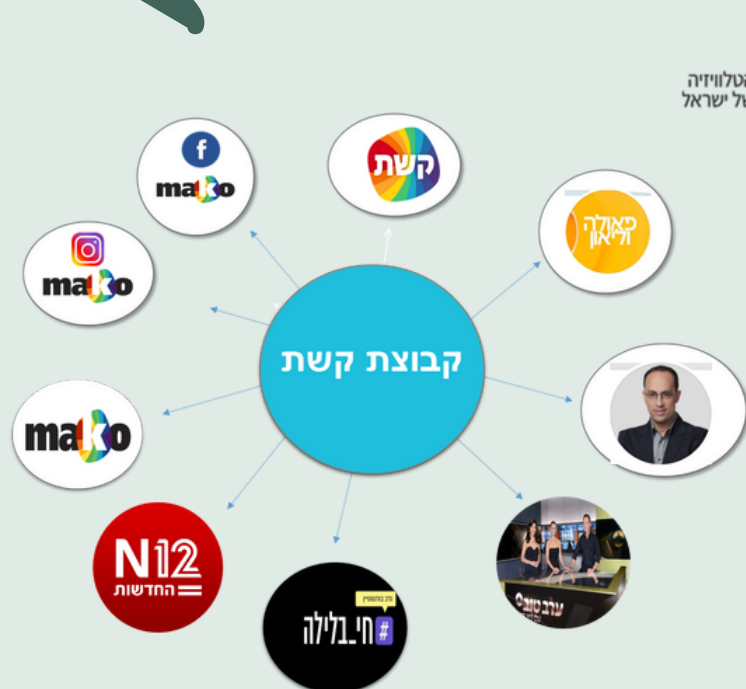 הטלוויזיה
של ישראל
קשת
f
mako
פאולה
וליאון
mako
קבוצת קשת
mako
N12
החדשות
חי_בלילה #
ערב טוב